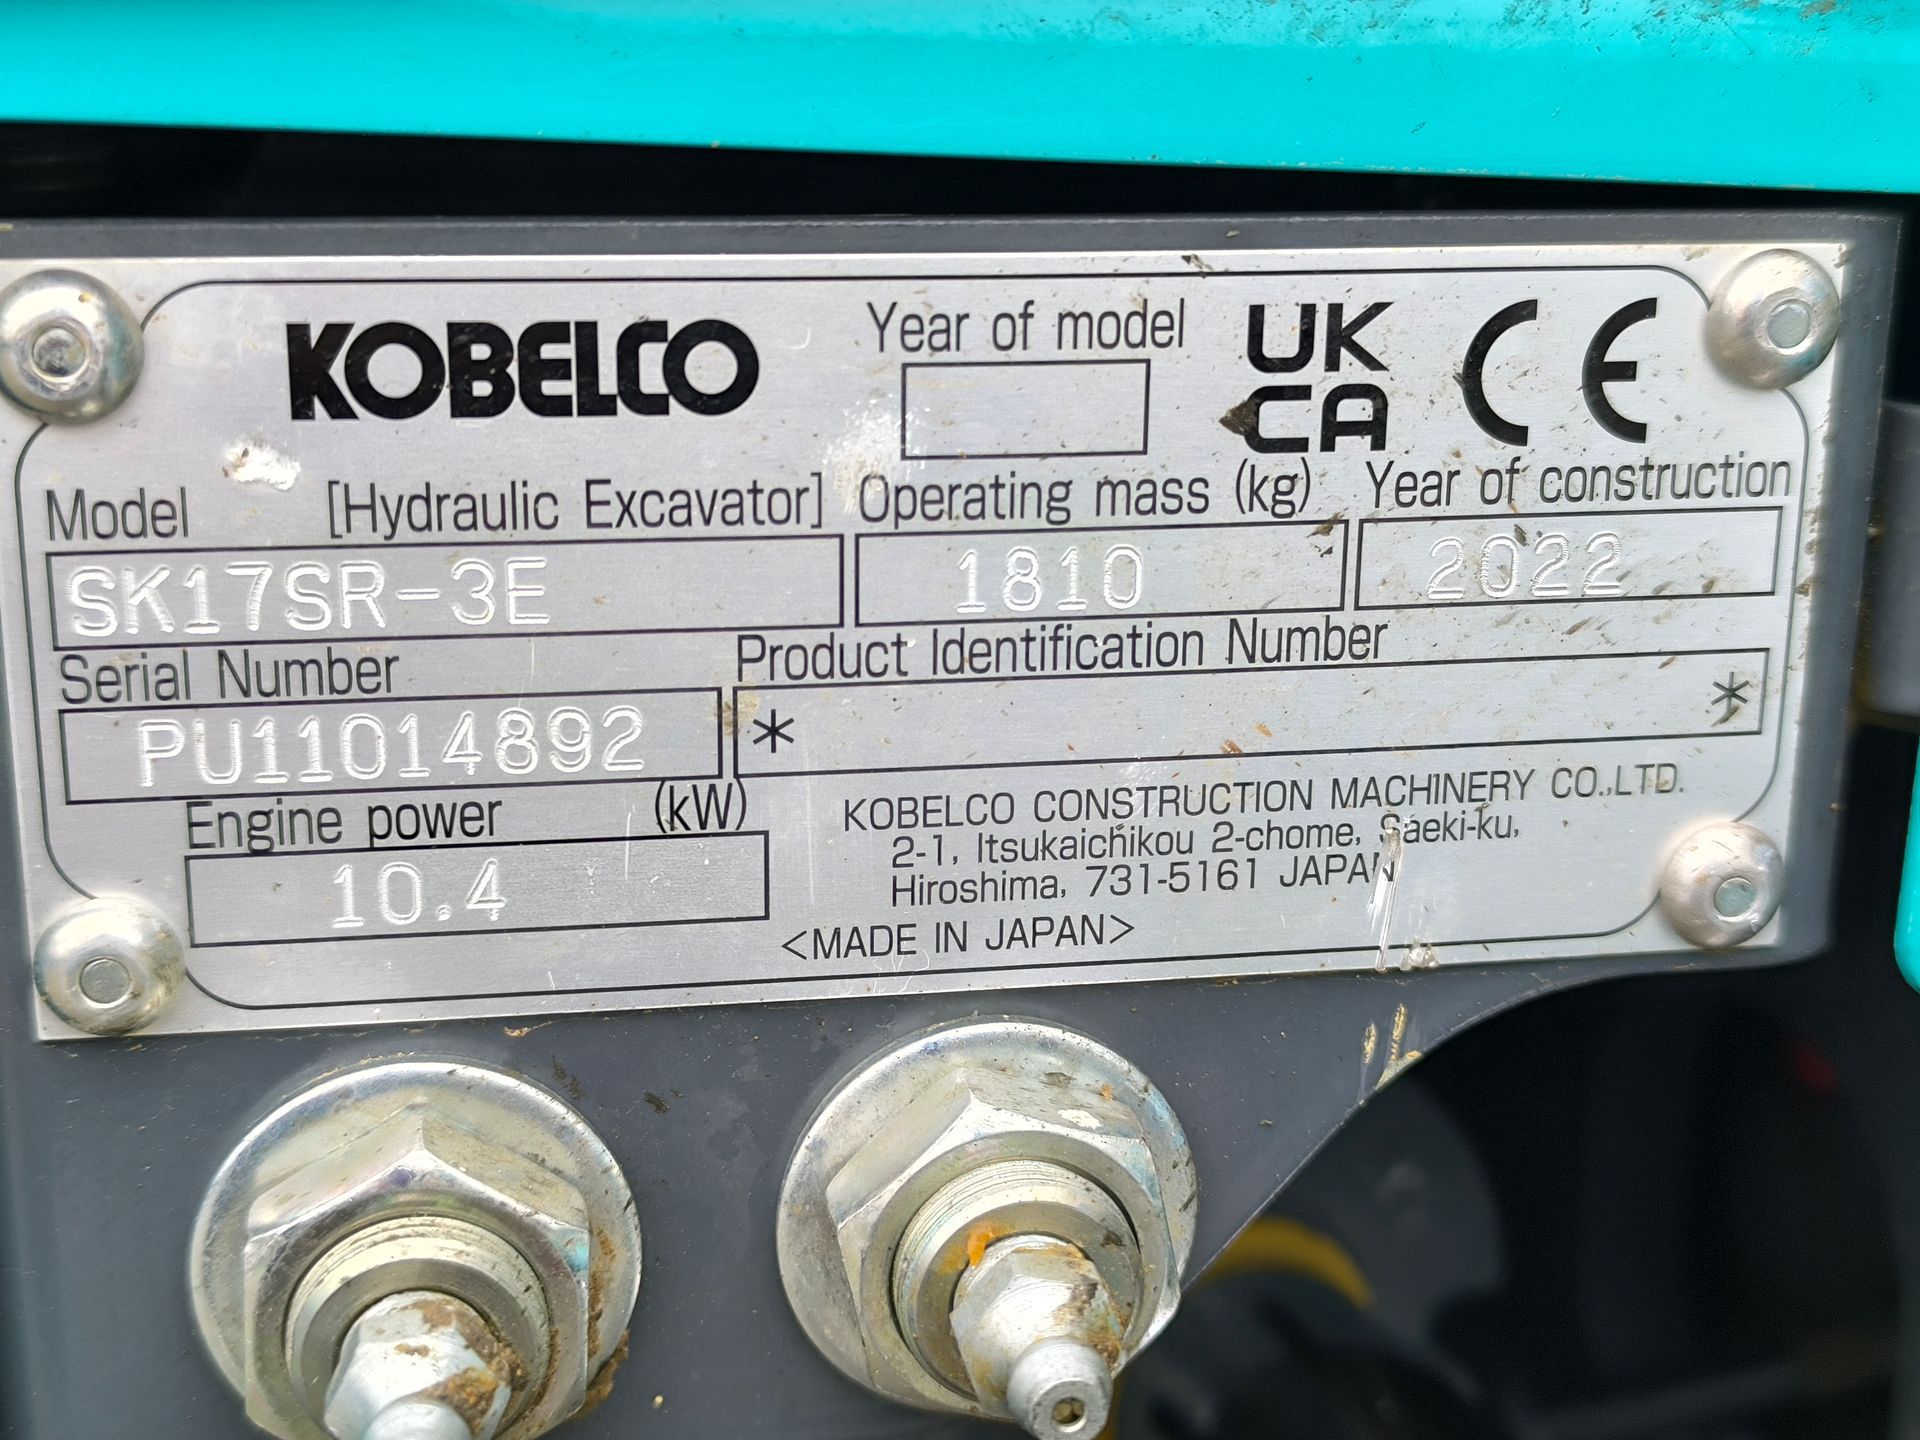 KOBELCO
Year of model
UK
CA
CE
Model [Hydraulic Excavator] Operating mass (kg) Year of construction
SK17SR-3E 1810 2022
Serial Number Product Identification Number
PU11014892 * *
Engine power (kW)
10.4
KOBELCO CONSTRUCTION MACHINERY CO.,LTD.
2-1, Itsukaichikou 2-chome, Saeki-ku,
Hiroshima, 731-5161 JAPAN
<MADE IN JAPAN>